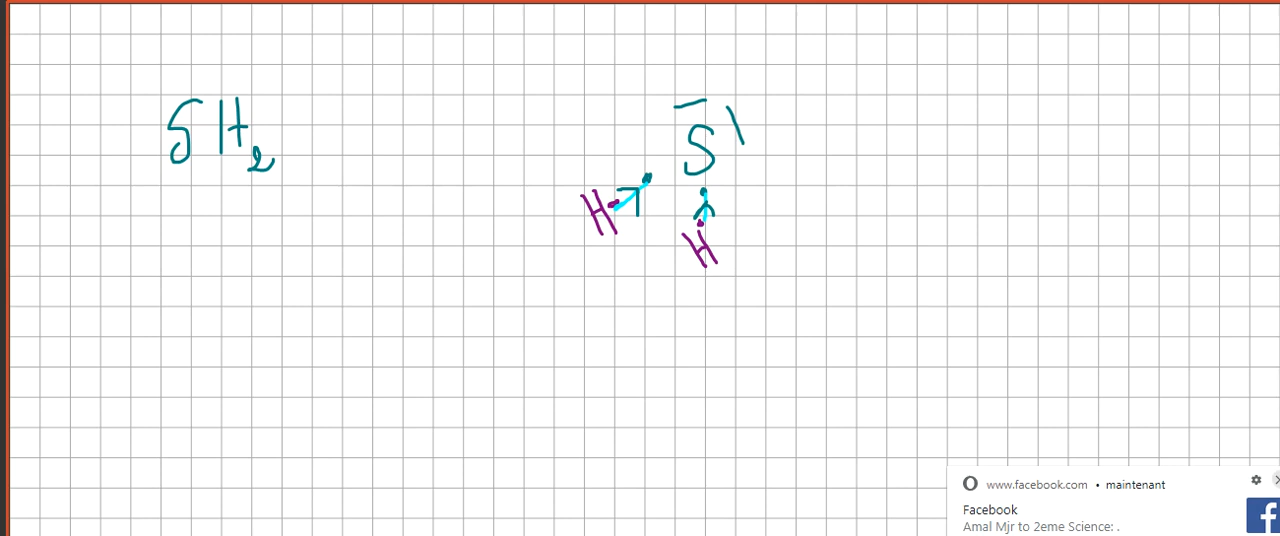 SH₂
S
H
H
www.facebook.com • maintenant
Facebook
Amal Mjr to 2eme Science: .